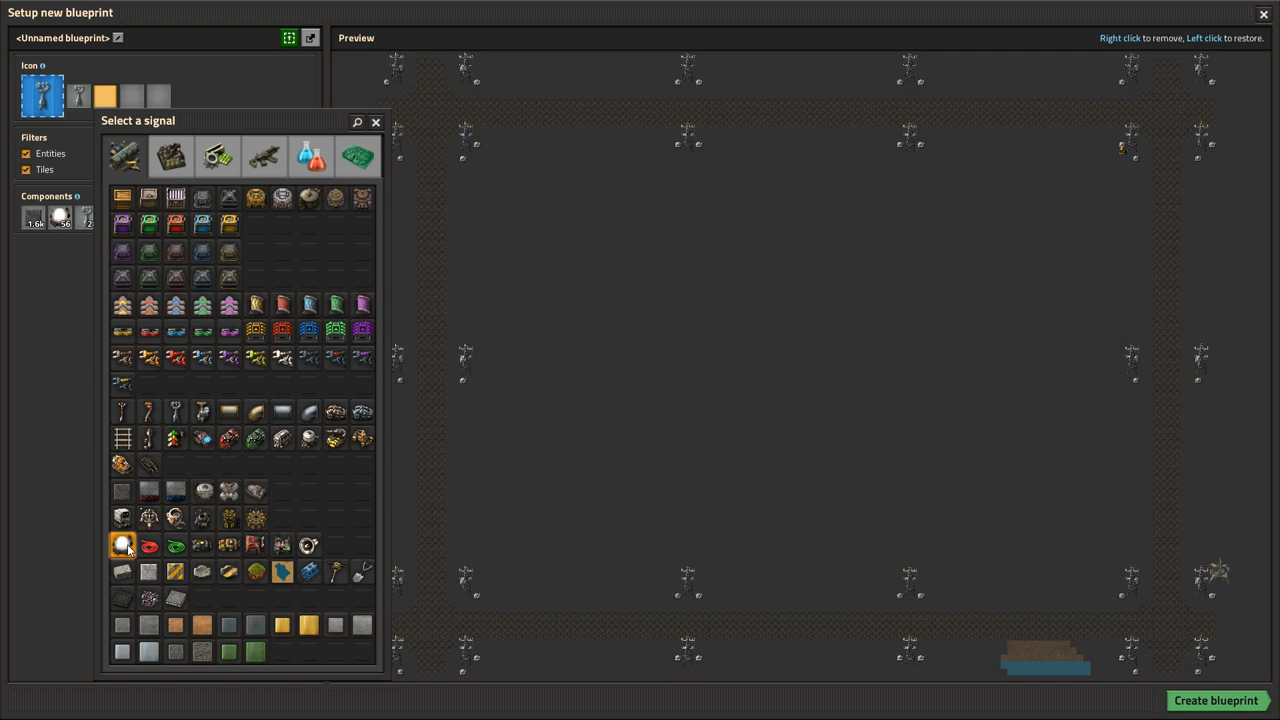 Setup new blueprint
<Unnamed blueprint>
Preview
Right click to remove, Left click to restore.
Icon
Select a signal
Filters
Entities
Tiles
Components
1.6k
56
2
Create blueprint